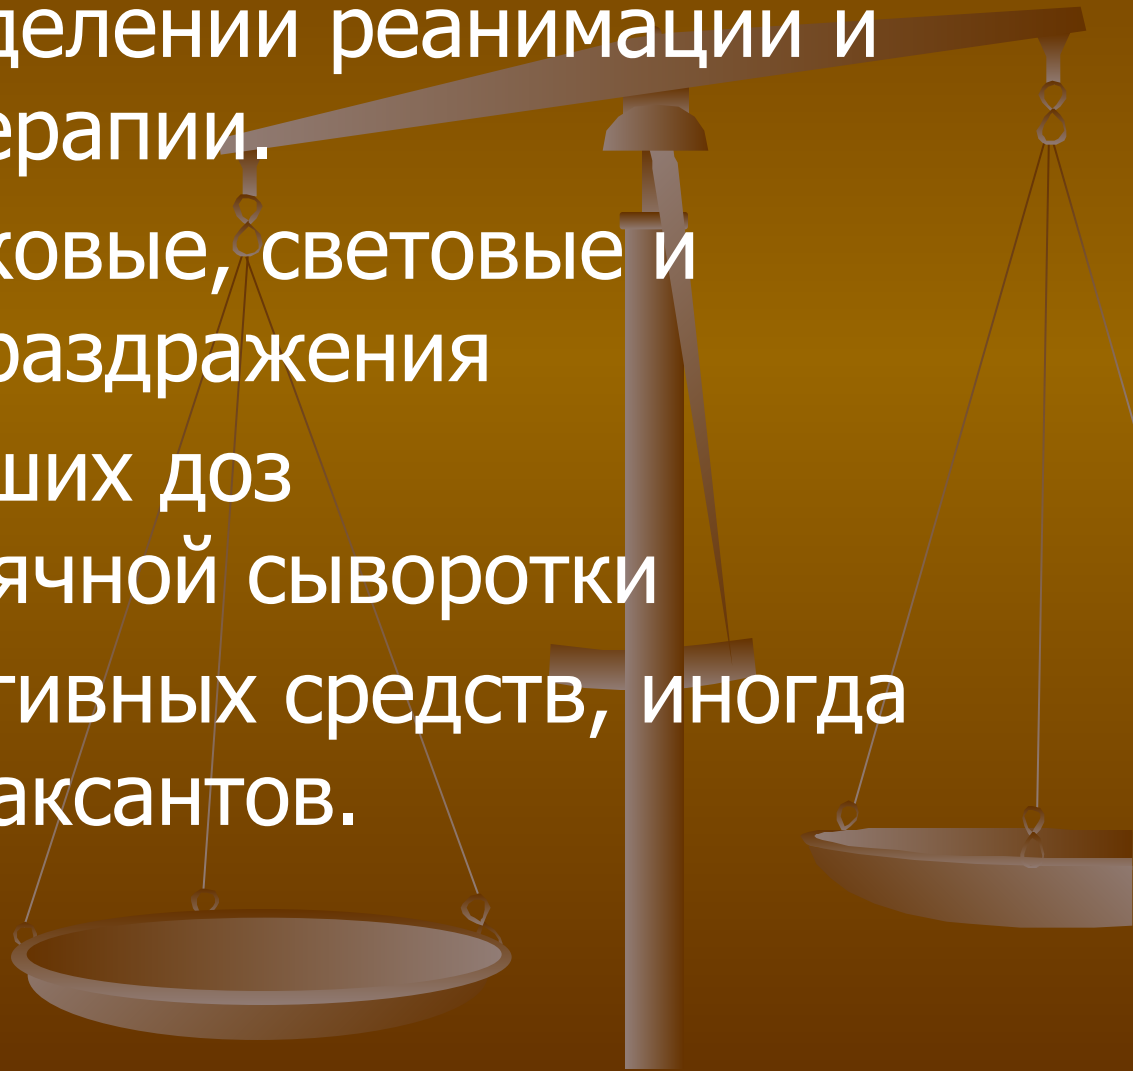 делении реанимации и
ерапии.
ковые, световые и
раздражения
ших доз
ячной сыворотки
тивных средств, иногда
аксантов.